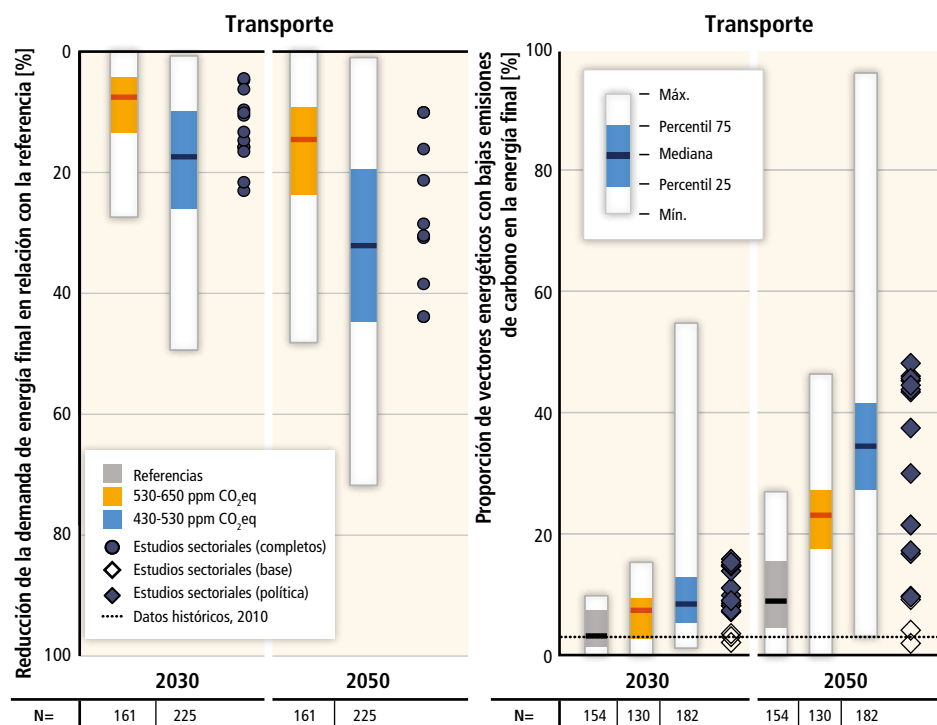 Transporte
Reducción de la demanda de energía final en relación con la referencia [%]
0
20
40
60
80
100
Referencias
530-650 ppm CO2eq
430-530 ppm CO2eq
Estudios sectoriales (completos)
Estudios sectoriales (base)
Estudios sectoriales (política)
Datos históricos, 2010
2030 2050
N= 161 225 161 225
Transporte
Proporción de vectores energéticos con bajas emisiones
de carbono en la energía final [%]
100
80
60
40
20
0
Máx.
Percentil 75
Mediana
Percentil 25
Mín.
2030 2050
N= 154 130 182 154 130 182